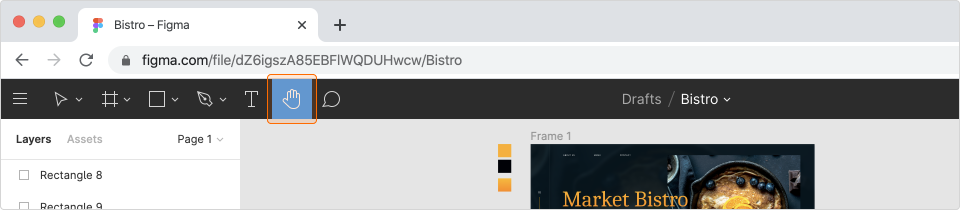 Bistro – Figma
figma.com/file/dZ6igszA85EBFlWQDUHwcw/Bistro
Drafts / Bistro
Layers Assets Page 1
Frame 1
Rectangle 8
Market Bistro
Rectangle 9